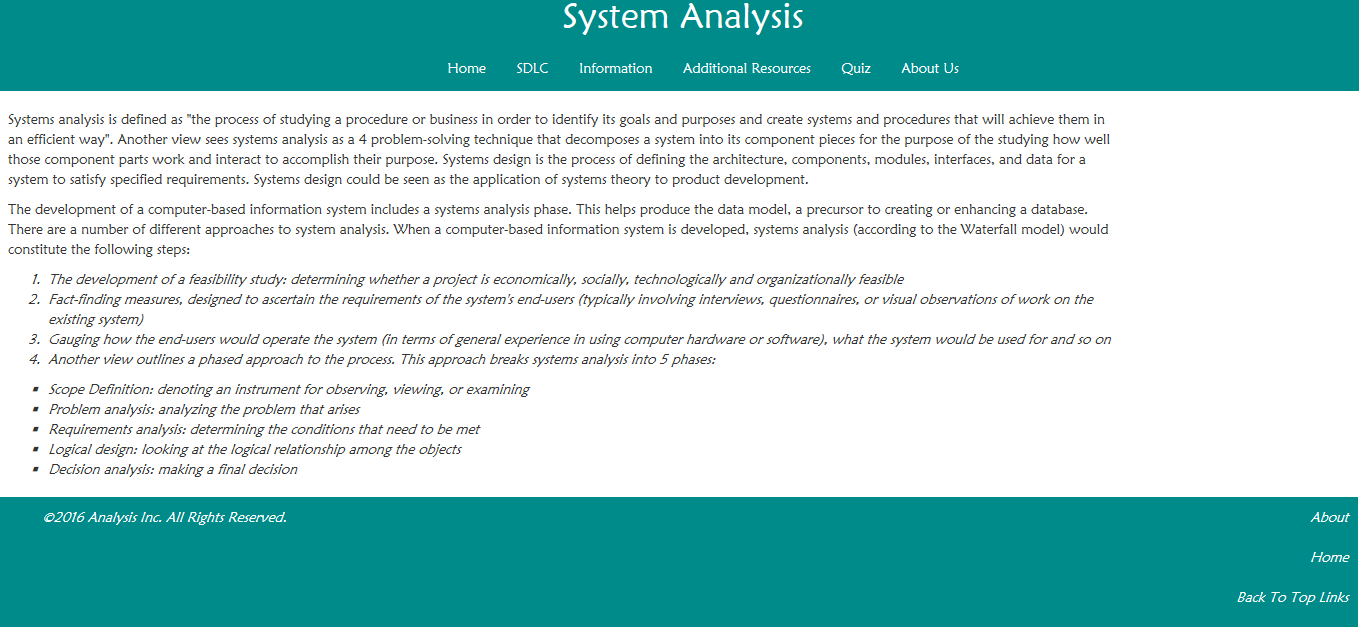 System Analysis
Home SDLC Information Additional Resources Quiz About Us
Systems analysis is defined as "the process of studying a procedure or business in order to identify its goals and purposes and create systems and procedures that will achieve them in
an efficient way". Another view sees systems analysis as a 4 problem-solving technique that decomposes a system into its component pieces for the purpose of the studying how well
those component parts work and interact to accomplish their purpose. Systems design is the process of defining the architecture, components, modules, interfaces, and data for a
system to satisfy specified requirements. Systems design could be seen as the application of systems theory to product development.
The development of a computer-based information system includes a systems analysis phase. This helps produce the data model, a precursor to creating or enhancing a database.
There are a number of different approaches to system analysis. When a computer-based information system is developed, systems analysis (according to the Waterfall model) would
constitute the following steps:
1. The development of a feasibility study: determining whether a project is economically, socially, technologically and organizationally feasible
2. Fact-finding measures, designed to ascertain the requirements of the system's end-users (typically involving interviews, questionnaires, or visual observations of work on the
existing system)
3. Gauging how the end-users would operate the system (in terms of general experience in using computer hardware or software), what the system would be used for and so on
4. Another view outlines a phased approach to the process. This approach breaks systems analysis into 5 phases:
▪ Scope Definition: denoting an instrument for observing, viewing, or examining
▪ Problem analysis: analyzing the problem that arises
▪ Requirements analysis: determining the conditions that need to be met
▪ Logical design: looking at the logical relationship among the objects
▪ Decision analysis: making a final decision
©2016 Analysis Inc. All Rights Reserved.
About
Home
Back To Top Links